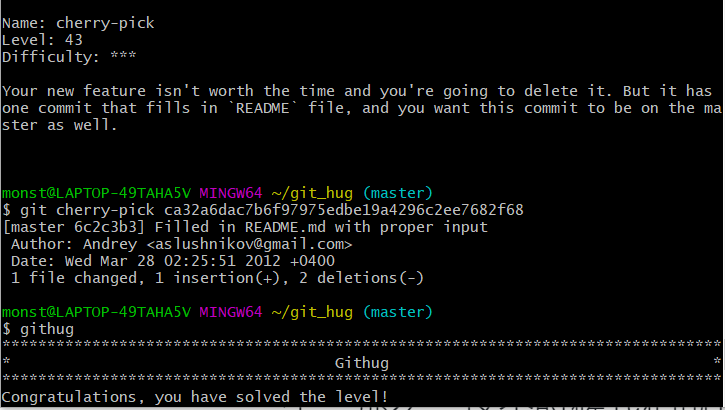 Name: cherry-pick
Level: 43
Difficulty: ***
Your new feature isn't worth the time and you're going to delete it. But it has
one commit that fills in `README` file, and you want this commit to be on the ma
ster as well.
monst@LAPTOP-49TAHA5V MINGW64 ~/git_hug (master)
$ git cherry-pick ca32a6dac7b6f97975edbe19a4296c2ee7682f68
[master 6c2c3b3] Filled in README.md with proper input
Author: Andrey <aslushnikov@gmail.com>
Date: Wed Mar 28 02:25:51 2012 +0400
1 file changed, 1 insertion(+), 2 deletions(-)
monst@LAPTOP-49TAHA5V MINGW64 ~/git_hug (master)
$ githug
********************************************************************************
* Githug *
********************************************************************************
Congratulations, you have solved the level!